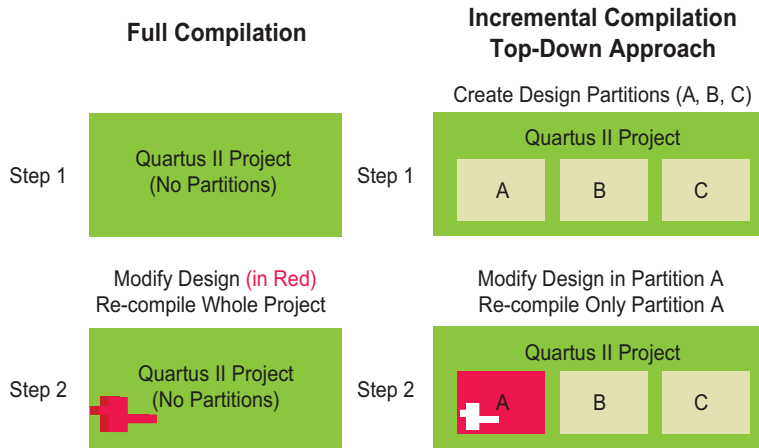 Full Compilation
Incremental Compilation
Top-Down Approach
Create Design Partitions (A, B, C)
Step 1
Quartus II Project
(No Partitions)
Step 1
Quartus II Project
A
B
C
Modify Design (in Red)
Re-compile Whole Project
Modify Design in Partition A
Re-compile Only Partition A
Step 2
Quartus II Project
(No Partitions)
Step 2
Quartus II Project
A
B
C